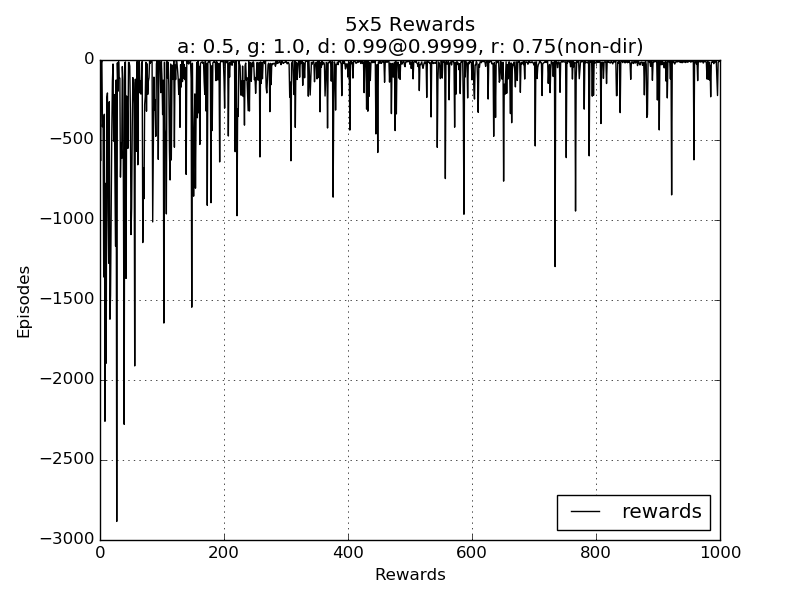 5x5 Rewards
a: 0.5, g: 1.0, d: 0.99@0.9999, r: 0.75(non-dir)
0
−500
−1000
−1500
−2000
−2500
−3000
Episodes
rewards
0 200 400 600 800 1000
Rewards